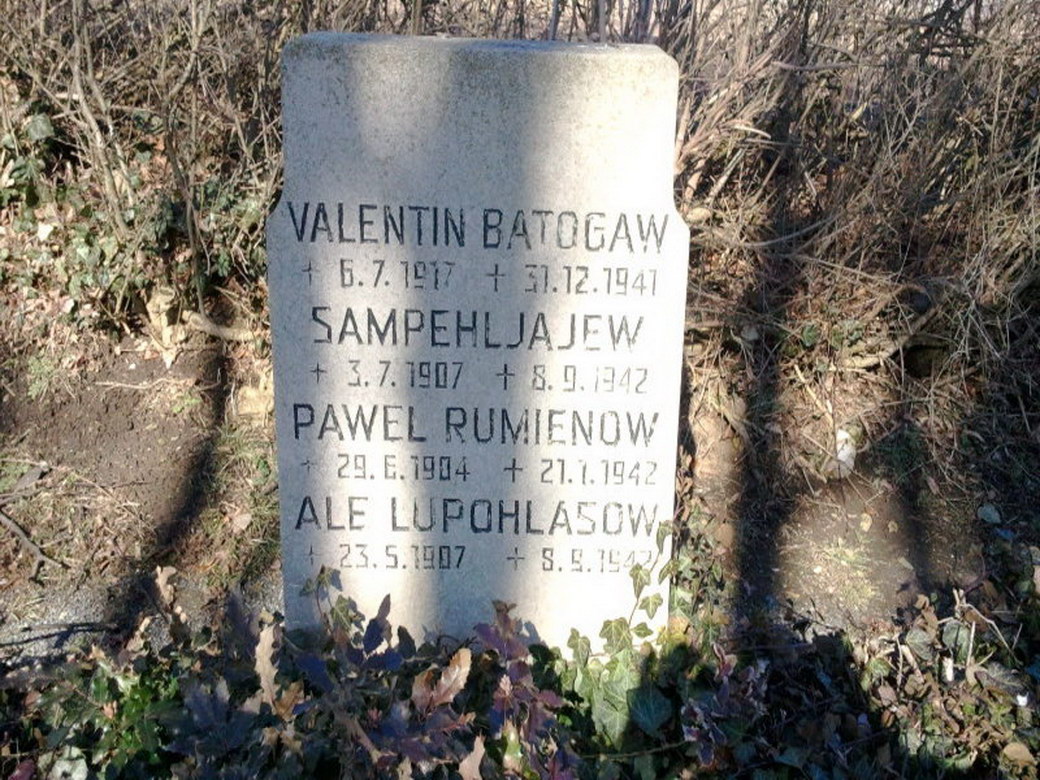 VALENTIN BATOGAW
+ 6.7.1917 + 31.12.1941
SAMPEHLJAJEW
+ 3.7.1907 + 8.9.1942
PAWEL RUMIENOW
+ 29.6.1904 + 21.1.1942
ALE LUPOHLASOW
+ 23.5.1907 + 8.9.1942